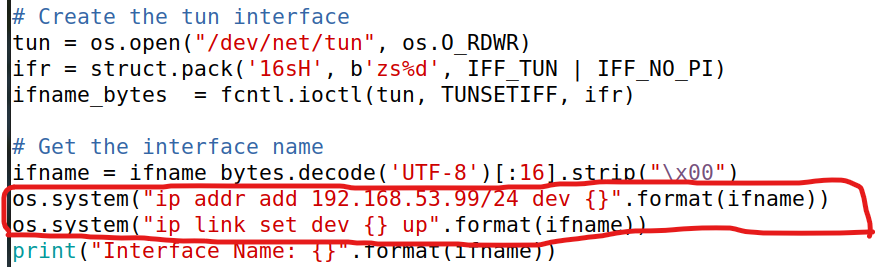 # Create the tun interface
tun = os.open("/dev/net/tun", os.O_RDWR)
ifr = struct.pack('16sH', b'zs%d', IFF_TUN | IFF_NO_PI)
ifname_bytes  = fcntl.ioctl(tun, TUNSETIFF, ifr)

# Get the interface name
ifname = ifname_bytes.decode('UTF-8')[:16].strip("\x00")
os.system("ip addr add 192.168.53.99/24 dev {}".format(ifname))
os.system("ip link set dev {} up".format(ifname))
print("Interface Name: {}".format(ifname))